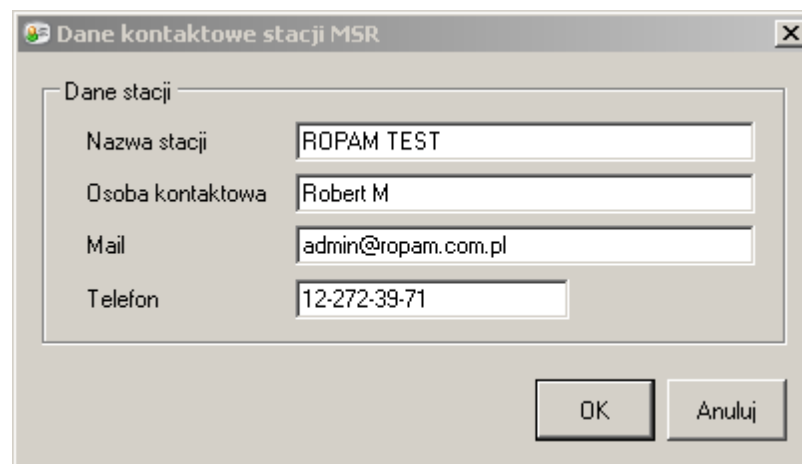 Dane kontaktowe stacji MSR
Dane stacji
Nazwa stacji ROPAM TEST
Osoba kontaktowa Robert M
Mail admin@ropam.com.pl
Telefon 12-272-39-71
OK Anuluj